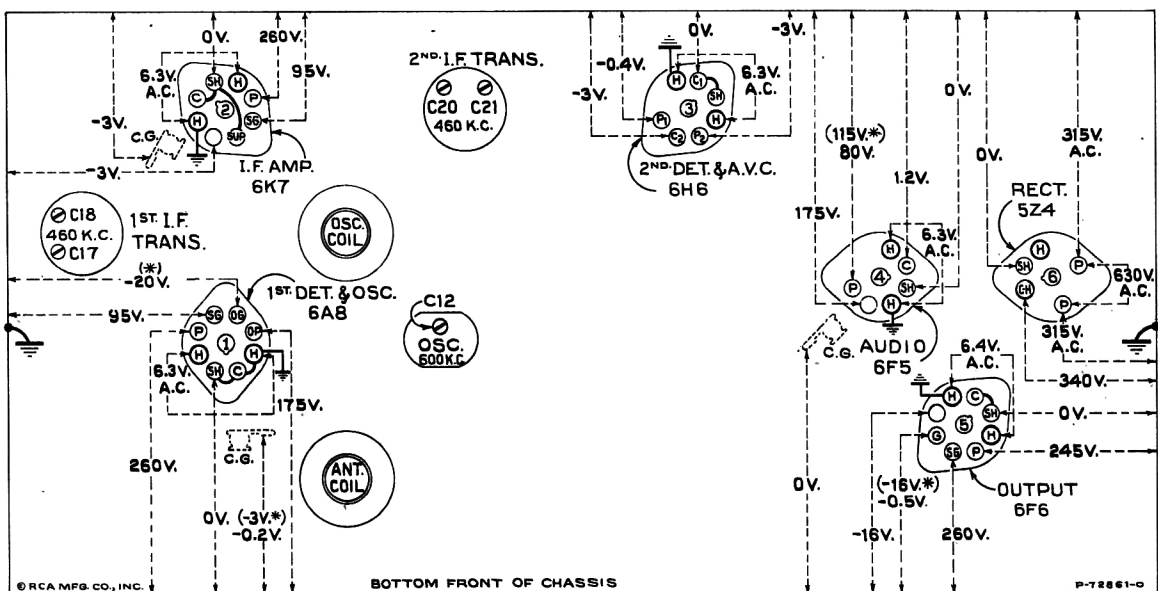 0V.
260V.
6.3V.
A.C.
SH
H
95V.
C
P
2
H
SG
SUP
-3V.
C.G.
-3V.
I.F. AMP.
6K7
2ND. I.F. TRANS.
C20 C21
460 K.C.
0V.
-3V.
-0.4V.
6.3V.
A.C.
-3V.
H
C1
SH
3
P1
H
C2
P2
2ND. DET. & A.V.C.
6H6
(115V.*)
80V.
0V.
1.2V.
175V.
6.3V.
A.C.
H
C
4
P
SH
H
C.G.
AUDIO
6F5
0V.
315V.
A.C.
RECT.
5Z4
H
SH
P
6
C-H
P
630V.
A.C.
315V.
A.C.
340V.
C18
460 K.C.
C17
1ST. I.F.
TRANS.
OSC.
COIL
(*)
-20V.
1ST. DET. & OSC.
6A8
95V.
SG
OG
P
OP
1
H
H
SH
C
6.3V.
A.C.
175V.
C12
OSC.
600 K.C.
C.G.
260V.
0V.
(-3V.*)
-0.2V.
ANT.
COIL
6.4V.
A.C.
H
C
SH
5
G
H
SG
P
0V.
245V.
OUTPUT
6F6
0V.
(-16V.*)
-0.5V.
-16V.
260V.
© RCA MFG. CO., INC.
BOTTOM FRONT OF CHASSIS
P-72861-0